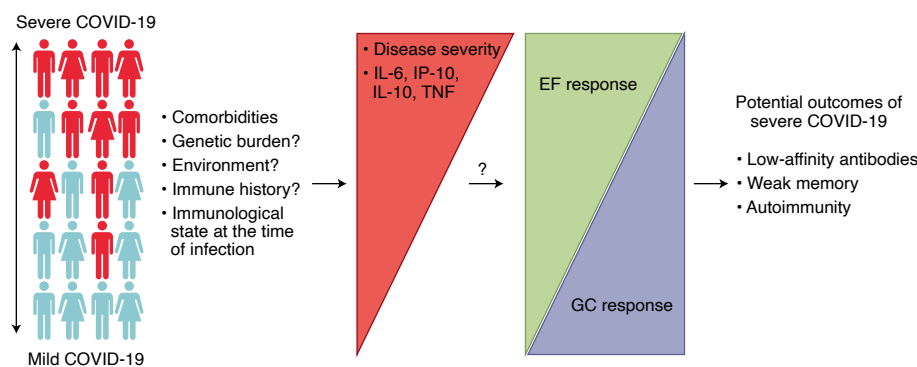 Severe COVID-19
Mild COVID-19
• Comorbidities
• Genetic burden?
• Environment?
• Immune history?
• Immunological
state at the time
of infection
• Disease severity
• IL-6, IP-10,
IL-10, TNF
?
EF response
GC response
Potential outcomes of
severe COVID-19
• Low-affinity antibodies
• Weak memory
• Autoimmunity